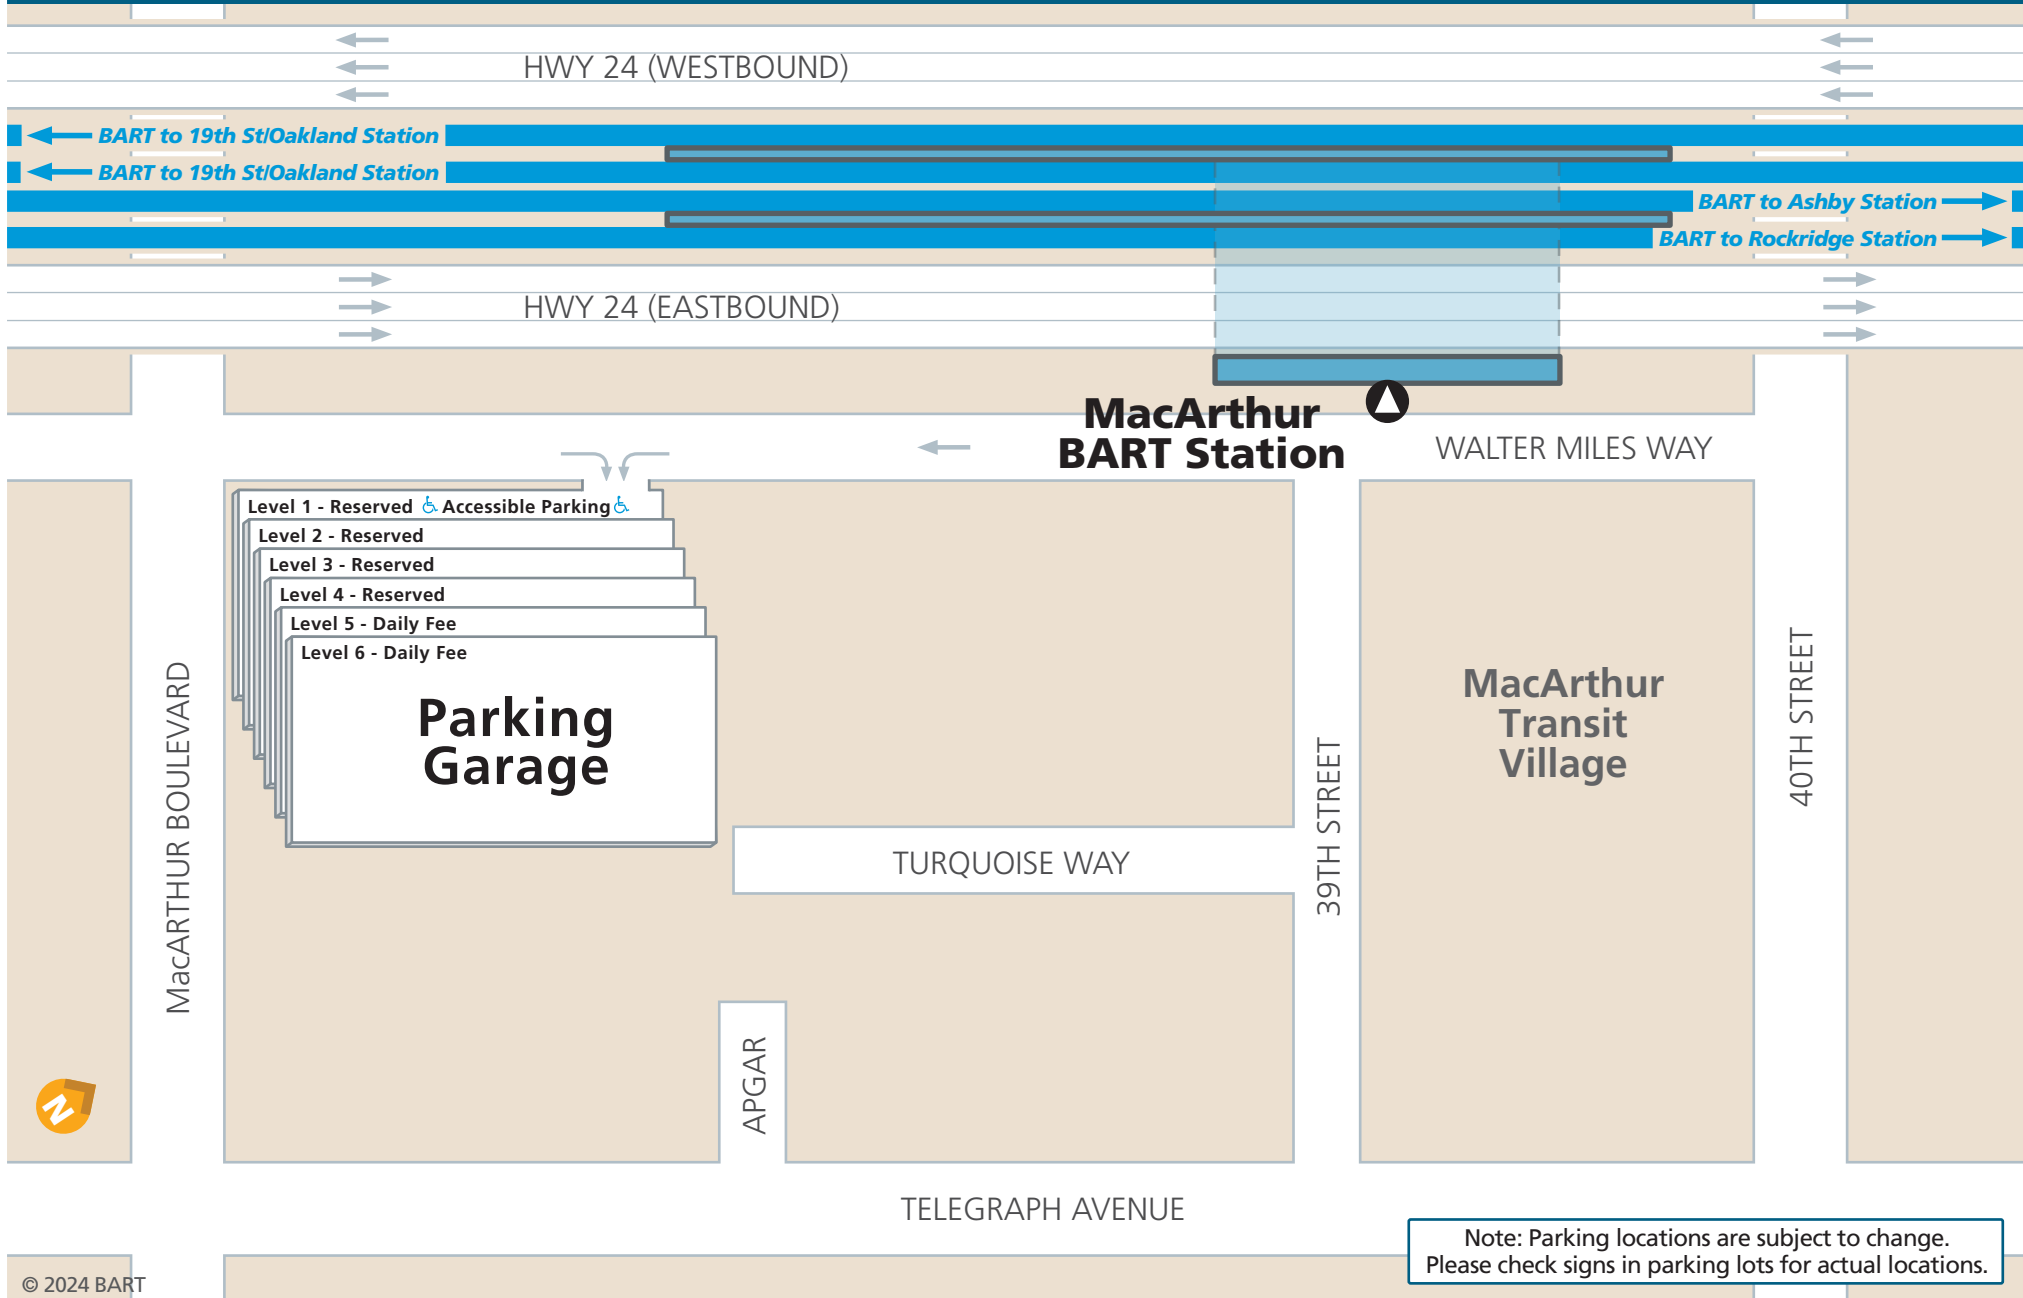 HWY 24 (WESTBOUND)
BART to 19th St/Oakland Station
BART to 19th St/Oakland Station
BART to Ashby Station
BART to Rockridge Station
HWY 24 (EASTBOUND)
MacArthur
BART Station
WALTER MILES WAY
Level 1 - Reserved Accessible Parking
Level 2 - Reserved
Level 3 - Reserved
Level 4 - Reserved
Level 5 - Daily Fee
Level 6 - Daily Fee
Parking
Garage
MacARTHUR BOULEVARD
MacArthur
Transit
Village
40TH STREET
39TH STREET
TURQUOISE WAY
APGAR
N
TELEGRAPH AVENUE
Note: Parking locations are subject to change.
Please check signs in parking lots for actual locations.
© 2024 BART